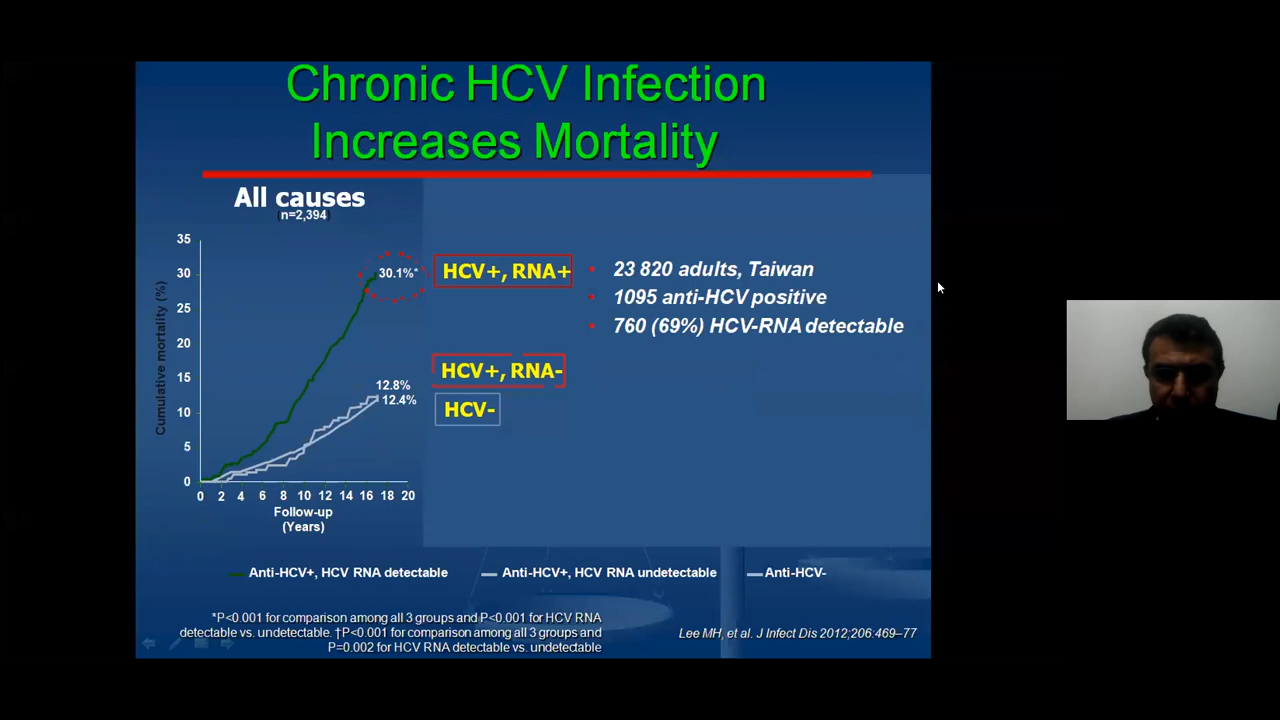 Chronic HCV Infection
Increases Mortality
All causes
(n=2,394)
Cumulative mortality (%)
35
30
25
20
15
10
5
0
0 2 4 6 8 10 12 14 16 18 20
Follow-up
(Years)
30.1%*
12.8%
12.4%
HCV+, RNA+
HCV+, RNA-
HCV-
23 820 adults, Taiwan
1095 anti-HCV positive
760 (69%) HCV-RNA detectable
Anti-HCV+, HCV RNA detectable
Anti-HCV+, HCV RNA undetectable
Anti-HCV-
*P<0.001 for comparison among all 3 groups and P<0.001 for HCV RNA
detectable vs. undetectable. †P<0.001 for comparison among all 3 groups and
P=0.002 for HCV RNA detectable vs. undetectable
Lee MH, et al. J Infect Dis 2012;206:469–77